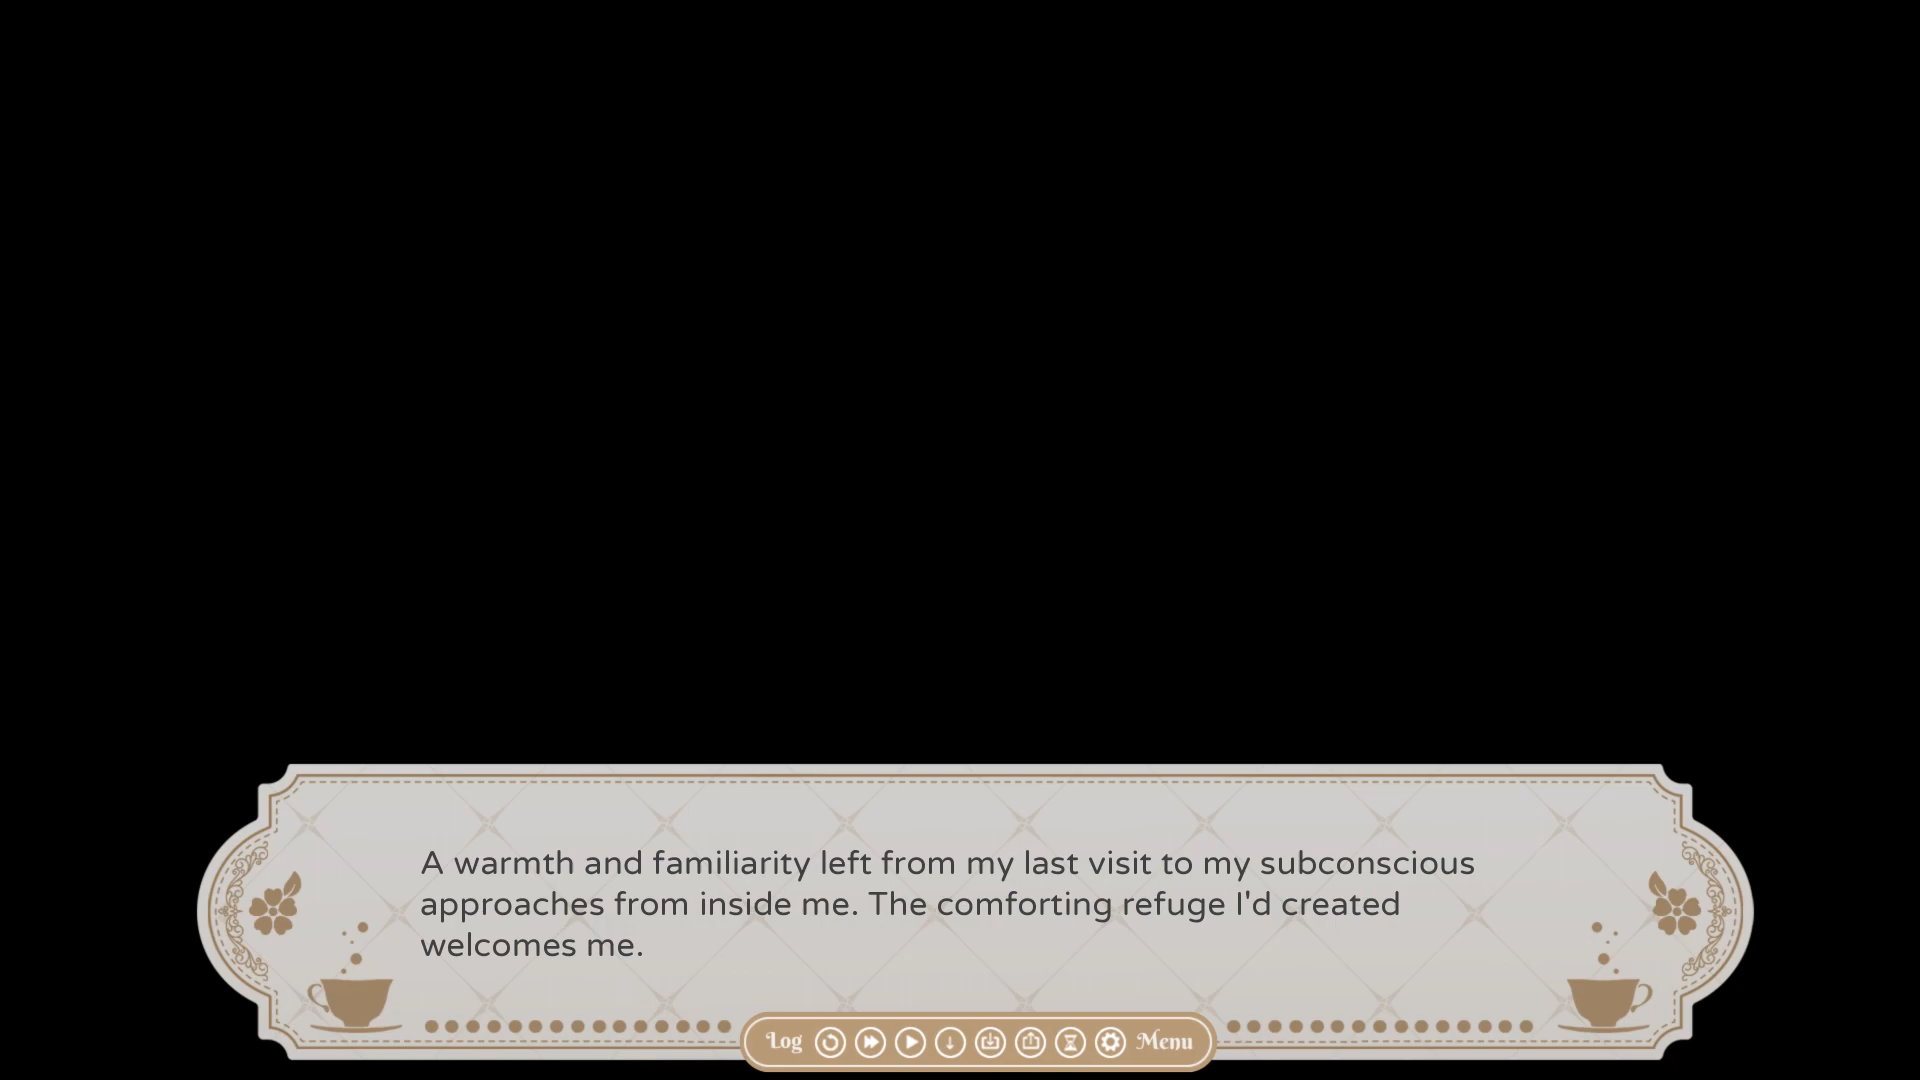 A warmth and familiarity left from my last visit to my subconscious
approaches from inside me. The comforting refuge I'd created
welcomes me.
Log Menu